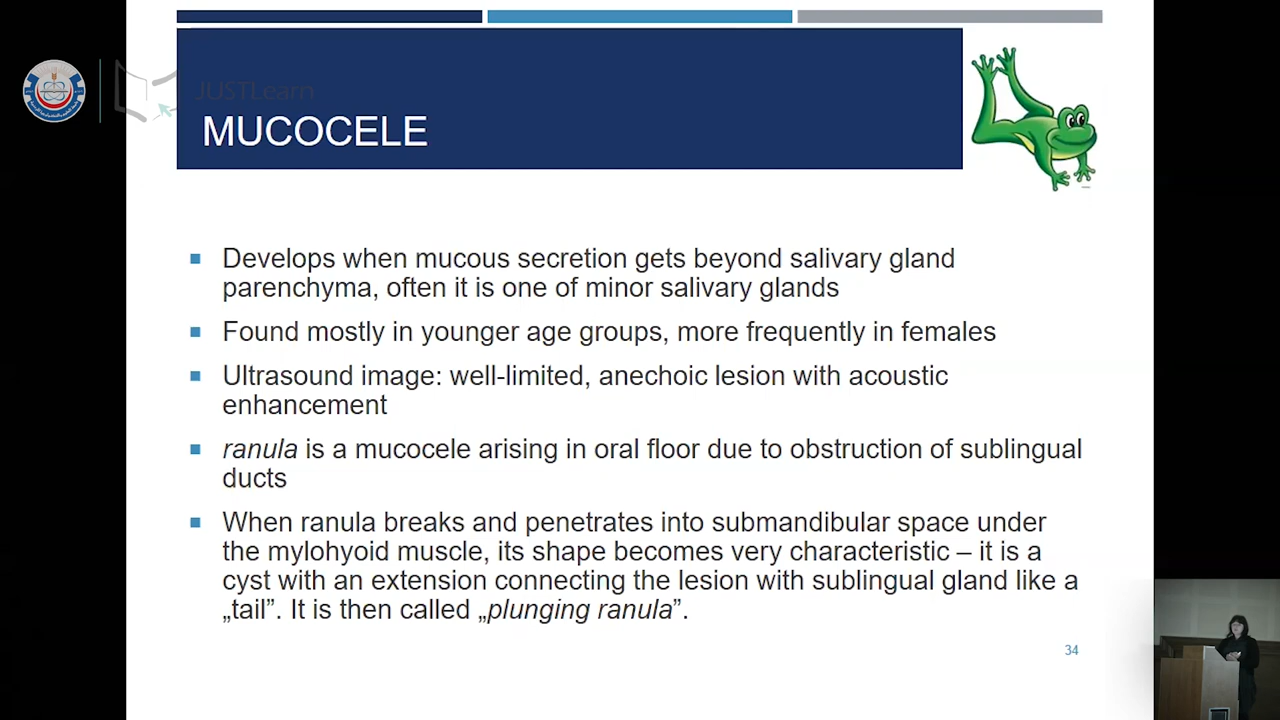 JUSTLearn
MUCOCELE
Develops when mucous secretion gets beyond salivary gland
parenchyma, often it is one of minor salivary glands
Found mostly in younger age groups, more frequently in females
Ultrasound image: well-limited, anechoic lesion with acoustic
enhancement
ranula is a mucocele arising in oral floor due to obstruction of sublingual
ducts
When ranula breaks and penetrates into submandibular space under
the mylohyoid muscle, its shape becomes very characteristic – it is a
cyst with an extension connecting the lesion with sublingual gland like a
„tail”. It is then called „plunging ranula”.
34